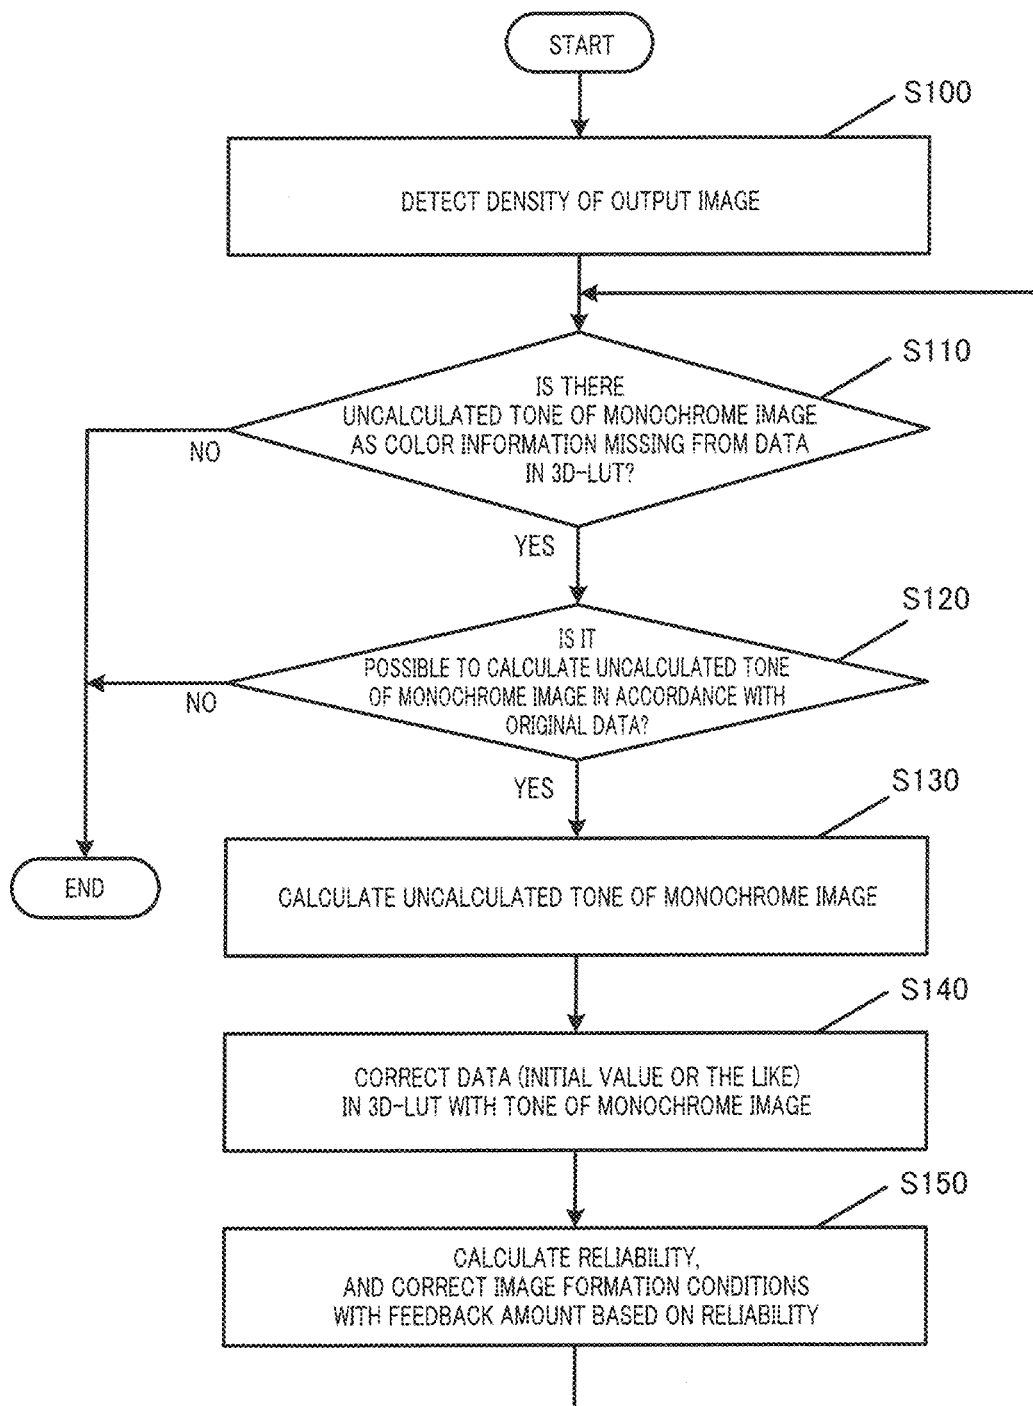 START
S100
DETECT DENSITY OF OUTPUT IMAGE
S110
IS THERE
UNCALCULATED TONE OF MONOCHROME IMAGE
AS COLOR INFORMATION MISSING FROM DATA
IN 3D-LUT?
NO
YES
S120
IS IT
POSSIBLE TO CALCULATE UNCALCULATED TONE
OF MONOCHROME IMAGE IN ACCORDANCE WITH
ORIGINAL DATA?
NO
YES
S130
END
CALCULATE UNCALCULATED TONE OF MONOCHROME IMAGE
S140
CORRECT DATA (INITIAL VALUE OR THE LIKE)
IN 3D-LUT WITH TONE OF MONOCHROME IMAGE
S150
CALCULATE RELIABILITY,
AND CORRECT IMAGE FORMATION CONDITIONS
WITH FEEDBACK AMOUNT BASED ON RELIABILITY